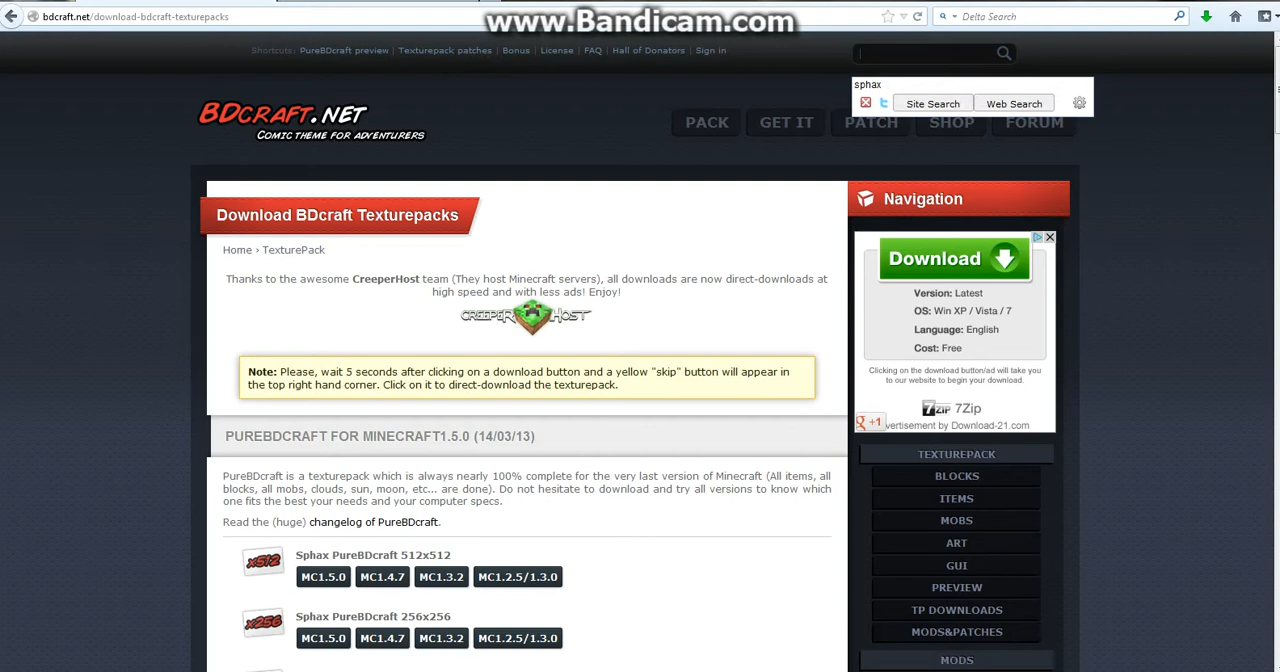 www.Bandicam.com
bdcraft.net/download-bdcraft-texturepacks
Delta Search
Shortcute: PureBDcraft preview | Texturepack patches | Bonus | License | FAQ | Hall of Donators | Sign in
sphax
Site Search Web Search
BDCRAFT.NET
COMIC THEME FOR ADVENTURERS
PACK GET IT PATCH SHOP FORUM
Download BDcraft Texturepacks
Home › TexturePack
Thanks to the awesome CreeperHost team (They host Minecraft servers), all downloads are now direct-downloads at
high speed and with less ads! Enjoy!
CREEPER HOST
Note: Please, wait 5 seconds after clicking on a download button and a yellow "skip" button will appear in
the top right hand corner. Click on it to direct-download the texturepack.
PUREBDCRAFT FOR MINECRAFT1.5.0 (14/03/13)
PureBDcraft is a texturepack which is always nearly 100% complete for the very last version of Minecraft (All items, all
blocks, all mobs, clouds, sun, moon, etc... are done). Do not hesitate to download and try all versions to know which
one fits the best your needs and your computer specs.
Read the (huge) changelog of PureBDcraft.
x512
Sphax PureBDcraft 512x512
MC1.5.0 MC1.4.7 MC1.3.2 MC1.2.5/1.3.0
x256
Sphax PureBDcraft 256x256
MC1.5.0 MC1.4.7 MC1.3.2 MC1.2.5/1.3.0
Navigation
Download
Version: Latest
OS: Win XP / Vista / 7
Language: English
Cost: Free
Clicking on the download button/ad will take you
to our website to begin your download.
7ZIP 7Zip
g +1
vertisement by Download-21.com
TEXTUREPACK
BLOCKS
ITEMS
MOBS
ART
GUI
PREVIEW
TP DOWNLOADS
MODS&PATCHES
MODS